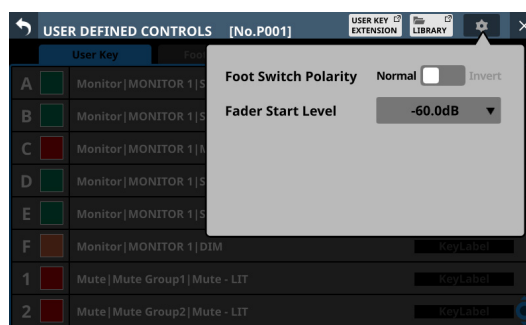 USER DEFINED CONTROLS [No.P001]
USER KEY
EXTENSION
LIBRARY
User Key Foot
Foot Switch Polarity Normal Invert
Fader Start Level -60.0dB
A Monitor|MONITOR 1|S
B Monitor|MONITOR 1|S
C Monitor|MONITOR 1|M
D Monitor|MONITOR 1|S
E Monitor|MONITOR 1|S
F Monitor|MONITOR 1|DIM KeyLabel
1 Mute|Mute Group1|Mute - LIT KeyLabel
2 Mute|Mute Group2|Mute - LIT KeyLabel